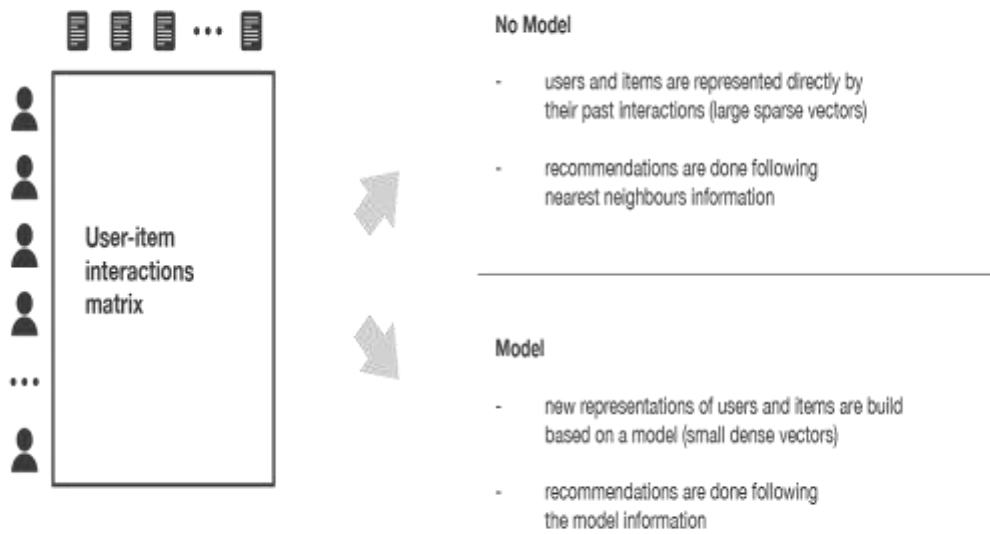 User-item
interactions
matrix
No Model
- users and items are represented directly by
their past interactions (large sparse vectors)
- recommendations are done following
nearest neighbours information
Model
- new representations of users and items are build
based on a model (small dense vectors)
- recommendations are done following
the model information